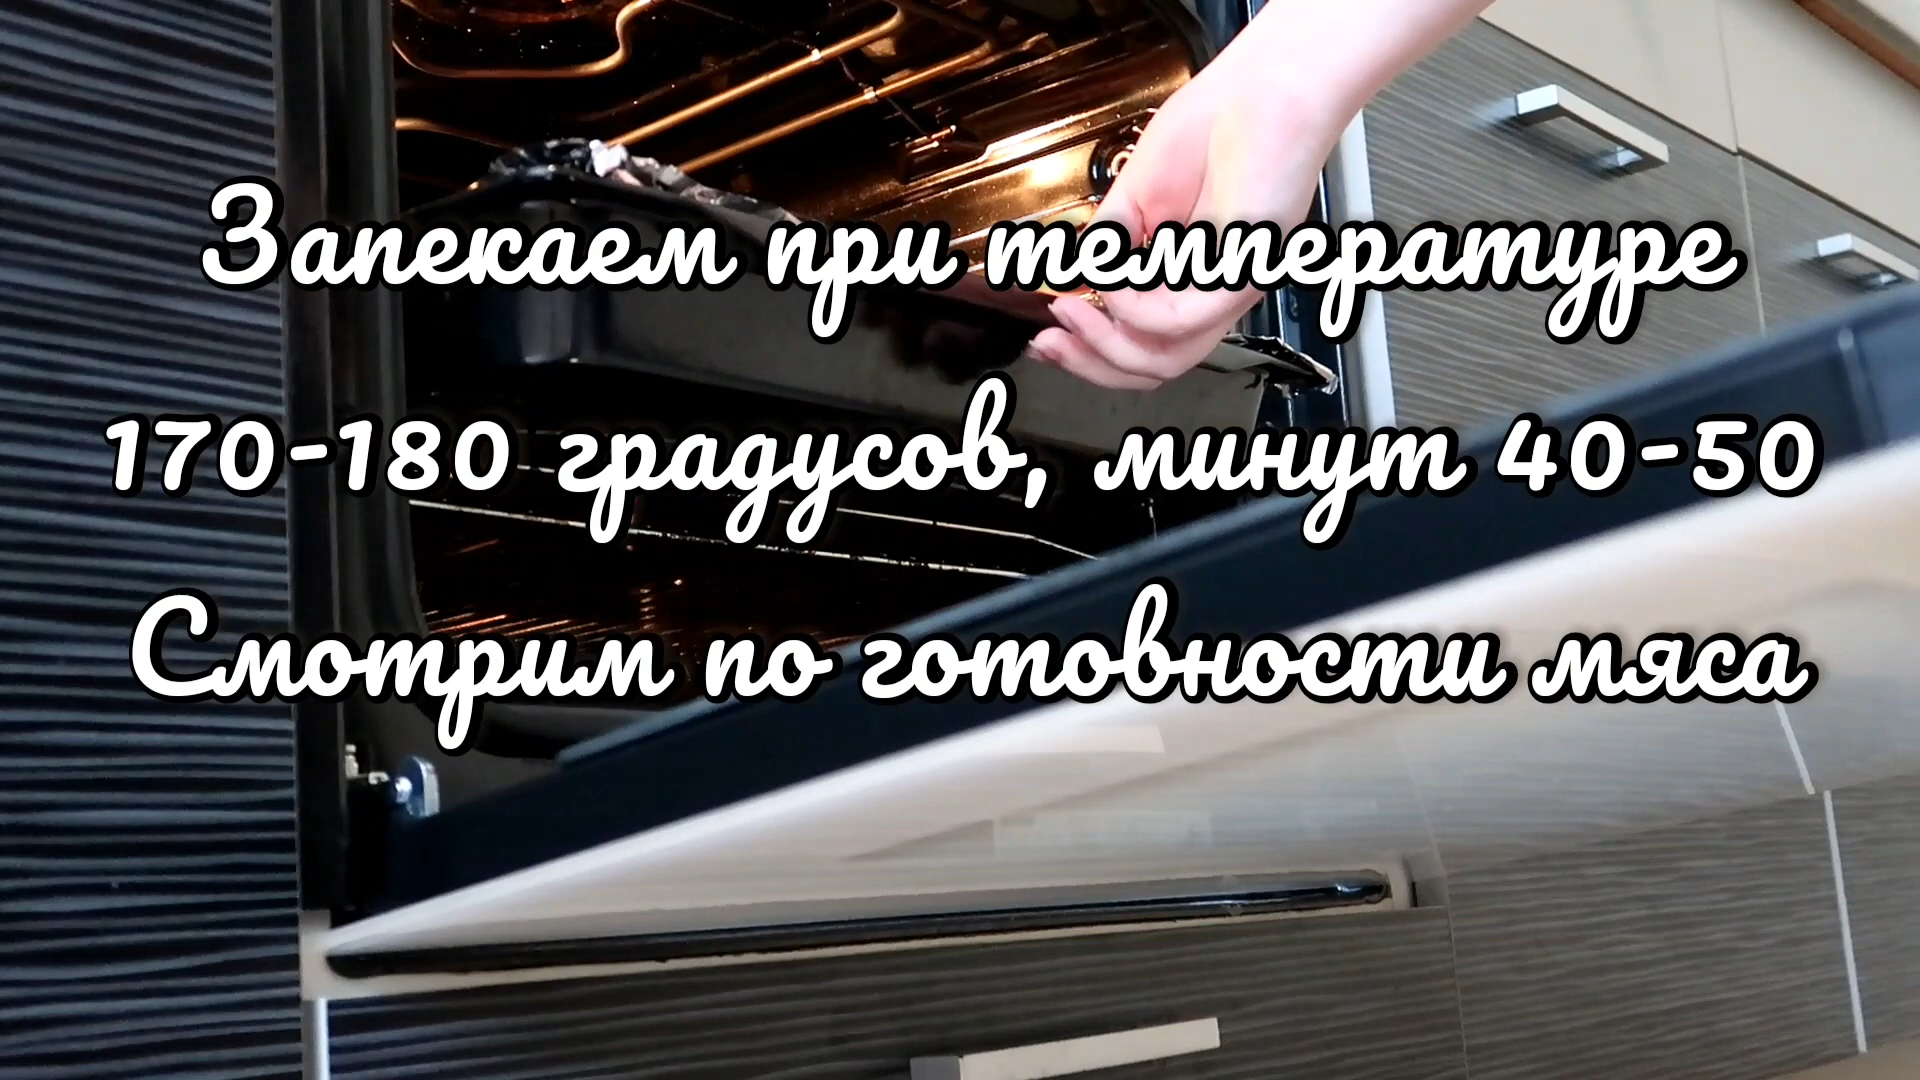 Запекаем при температуре
170-180 градусов, минут 40-50
Смотрим по готовности мяса